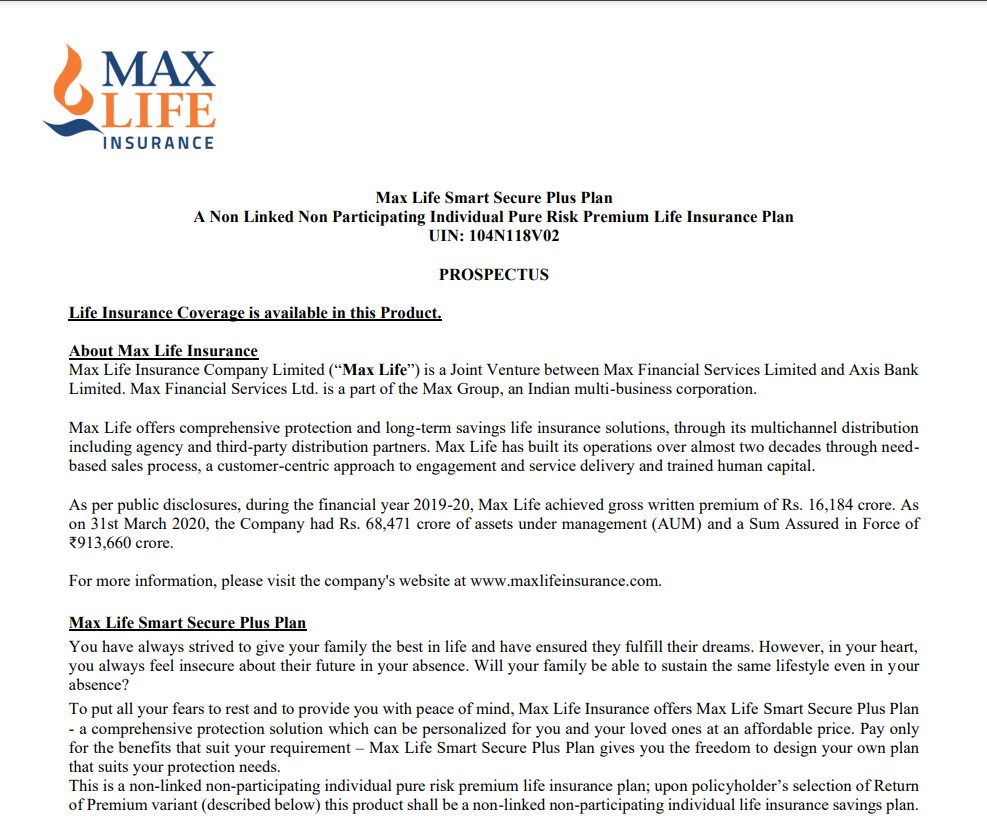 MAX
LIFE
INSURANCE
Max Life Smart Secure Plus Plan
A Non Linked Non Participating Individual Pure Risk Premium Life Insurance Plan
UIN: 104N118V02
PROSPECTUS
Life Insurance Coverage is available in this Product.
About Max Life Insurance
Max Life Insurance Company Limited (“Max Life”) is a Joint Venture between Max Financial Services Limited and Axis Bank
Limited. Max Financial Services Ltd. is a part of the Max Group, an Indian multi-business corporation.
Max Life offers comprehensive protection and long-term savings life insurance solutions, through its multichannel distribution
including agency and third-party distribution partners. Max Life has built its operations over almost two decades through need-
based sales process, a customer-centric approach to engagement and service delivery and trained human capital.
As per public disclosures, during the financial year 2019-20, Max Life achieved gross written premium of Rs. 16,184 crore. As
on 31st March 2020, the Company had Rs. 68,471 crore of assets under management (AUM) and a Sum Assured in Force of
₹913,660 crore.
For more information, please visit the company's website at www.maxlifeinsurance.com.
Max Life Smart Secure Plus Plan
You have always strived to give your family the best in life and have ensured they fulfill their dreams. However, in your heart,
you always feel insecure about their future in your absence. Will your family be able to sustain the same lifestyle even in your
absence?
To put all your fears to rest and to provide you with peace of mind, Max Life Insurance offers Max Life Smart Secure Plus Plan
- a comprehensive protection solution which can be personalized for you and your loved ones at an affordable price. Pay only
for the benefits that suit your requirement – Max Life Smart Secure Plus Plan gives you the freedom to design your own plan
that suits your protection needs.
This is a non-linked non-participating individual pure risk premium life insurance plan; upon policyholder’s selection of Return
of Premium variant (described below) this product shall be a non-linked non-participating individual life insurance savings plan.